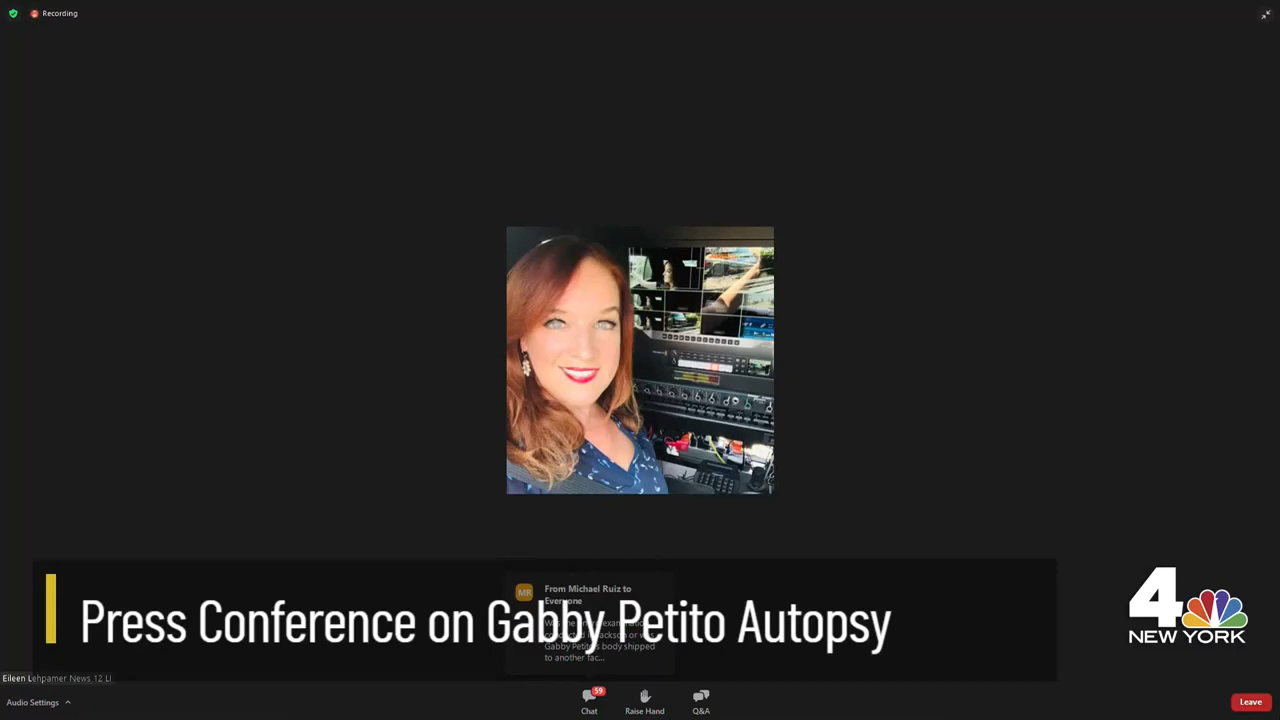 Recording
From Michael Ruiz to
Everyone
MR
Press Conference on Gabby Petito Autopsy
Gabby Petito's body shipped
to another fac...
4
NEW YORK
Eileen Lehpamer News 12 LI
Audio Settings
59
Chat
Raise Hand
Q&A
Leave